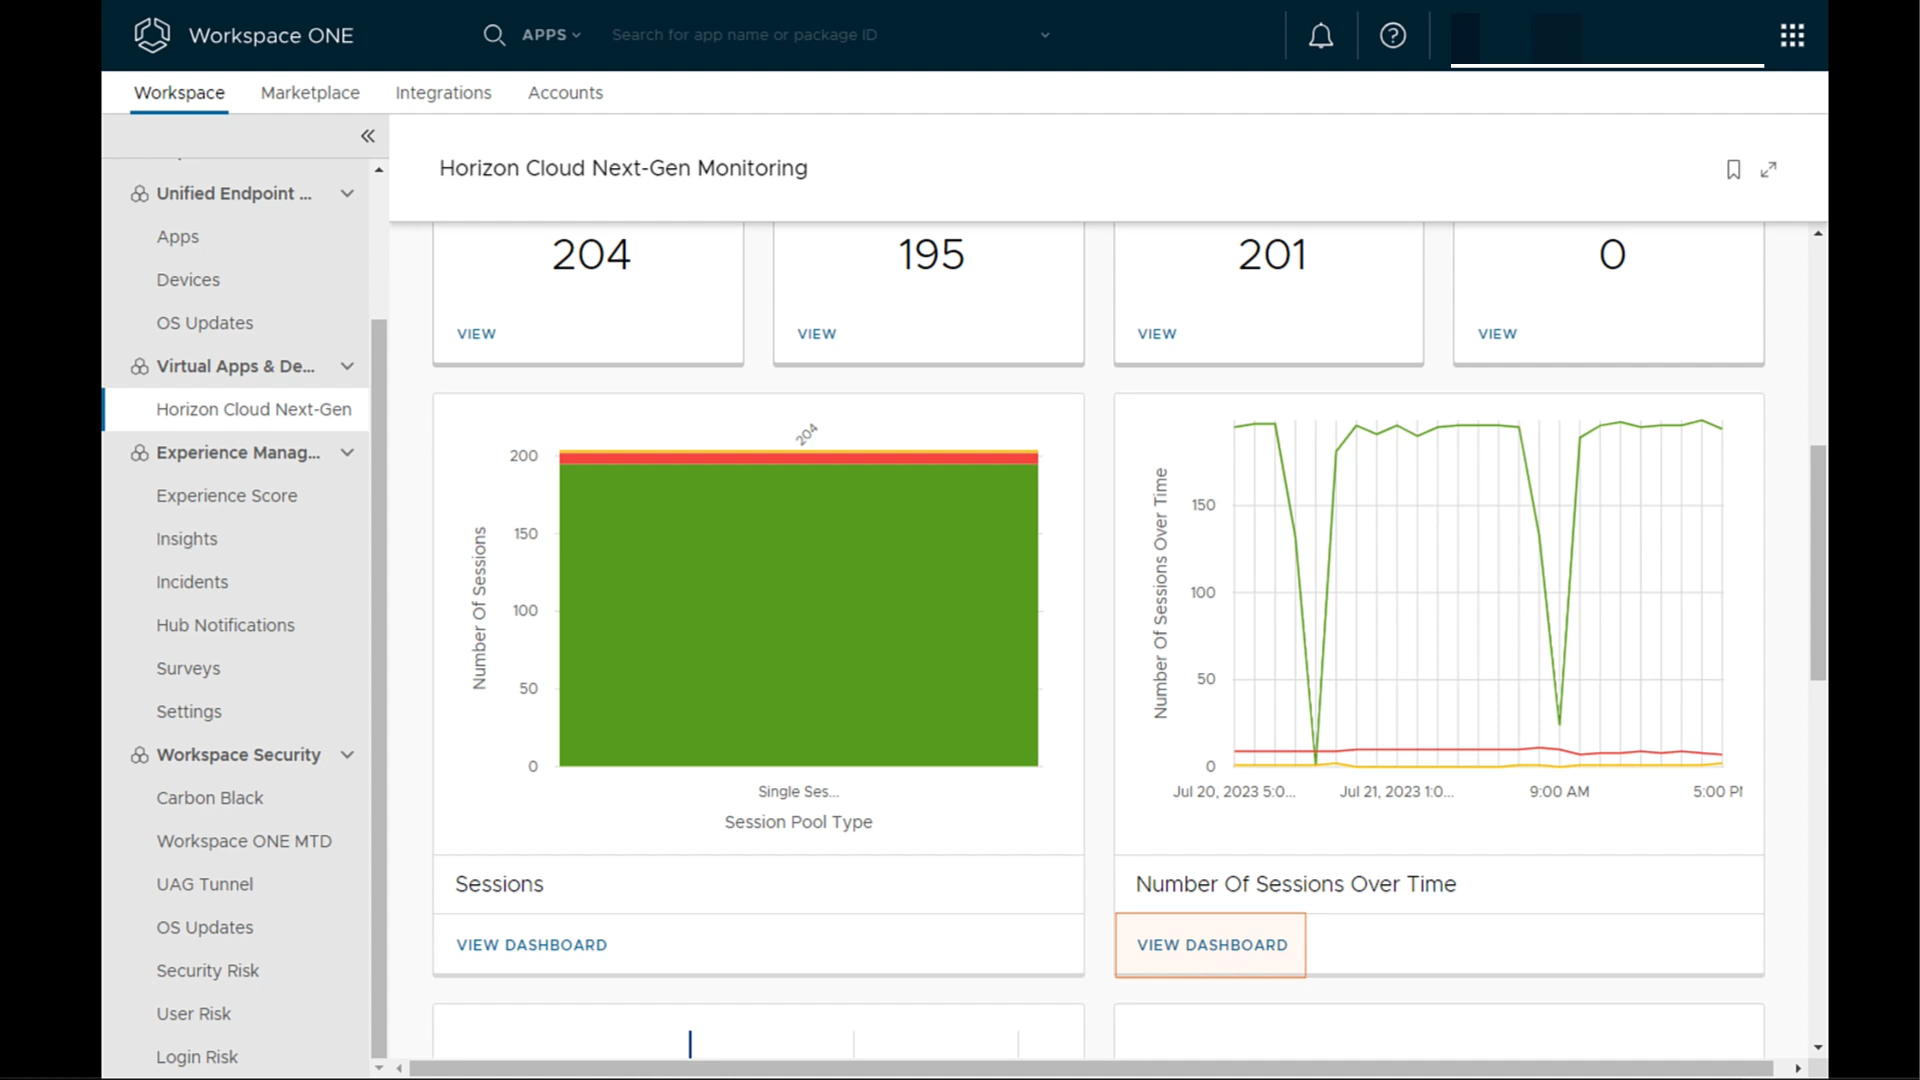 Workspace ONE
APPS
Search for app name or package ID
Workspace
Marketplace
Integrations
Accounts
Unified Endpoint ...
Apps
Devices
OS Updates
Virtual Apps & De...
Horizon Cloud Next-Gen
Experience Manag...
Experience Score
Insights
Incidents
Hub Notifications
Surveys
Settings
Workspace Security
Carbon Black
Workspace ONE MTD
UAG Tunnel
OS Updates
Security Risk
User Risk
Login Risk
Horizon Cloud Next-Gen Monitoring
204
195
201
0
VIEW
VIEW
VIEW
VIEW
204
200
150
100
50
0
Number Of Sessions
Single Ses...
Session Pool Type
Sessions
VIEW DASHBOARD
150
100
50
0
Number Of Sessions Over Time
Jul 20, 2023 5:0...
Jul 21, 2023 1:0...
9:00 AM
5:00 PM
Number Of Sessions Over Time
VIEW DASHBOARD